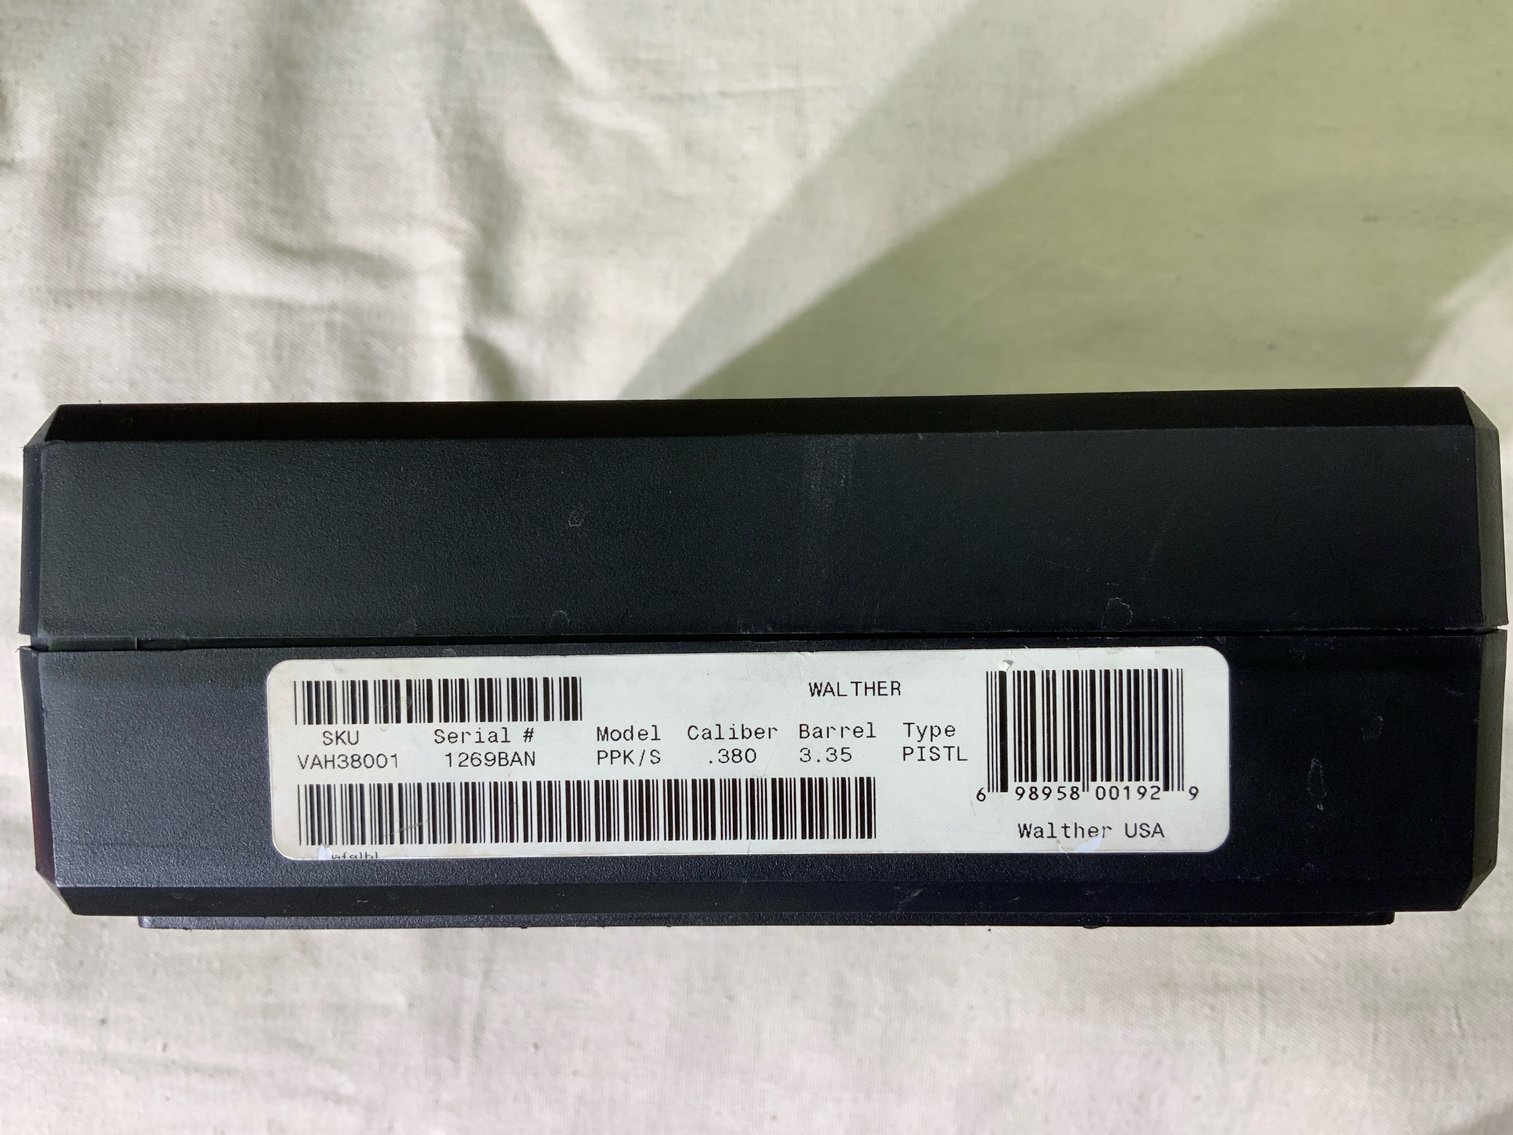 WALTHER
SKU Serial # Model Caliber Barrel Type
VAH38001 1269BAN PPK/S .380 3.35 PISTL
6 98958 00192 9
Walther USA